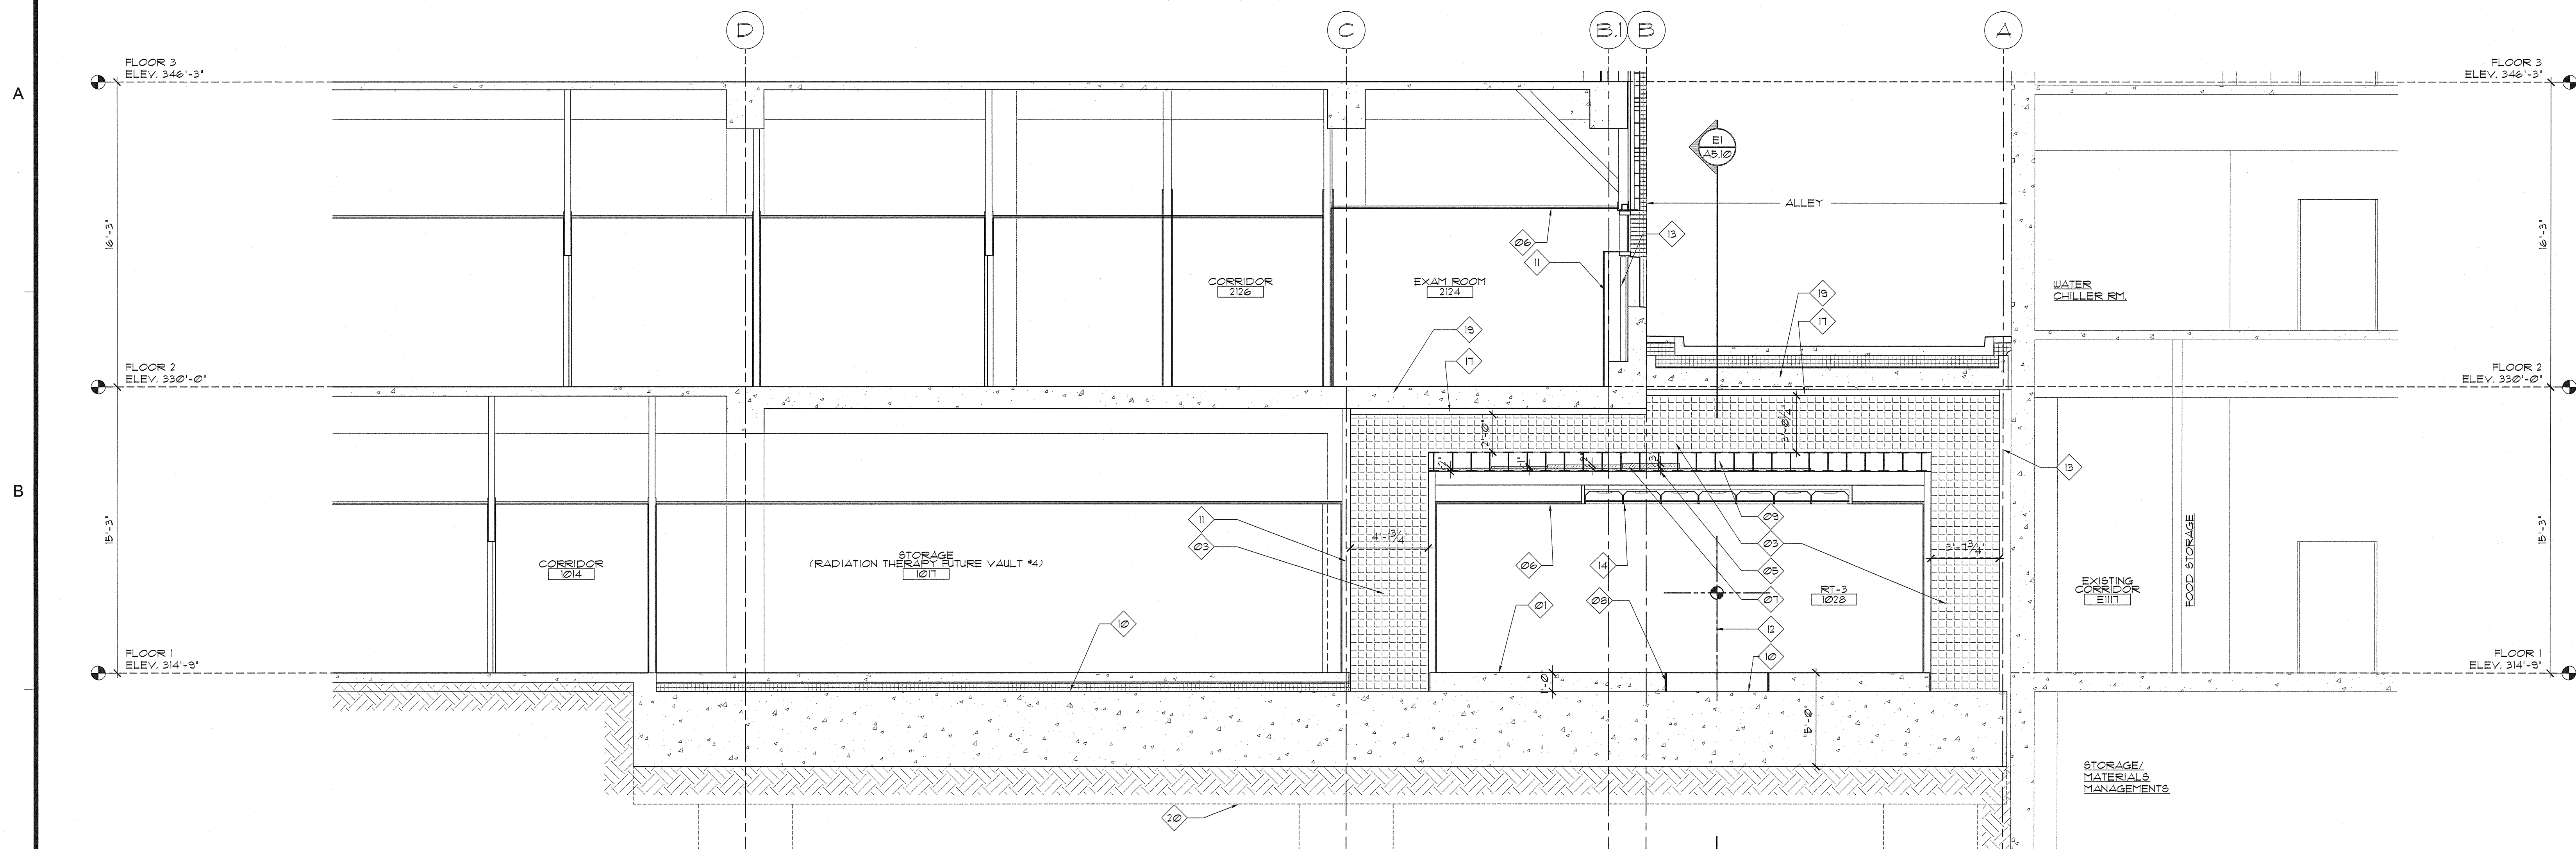 D
C
B.1
B
A
FLOOR 3
ELEV. 346'-3"
FLOOR 3
ELEV. 346'-3"
A
E1
A5.10
ALLEY
16'-3"
16'-3"
06
13
11
CORRIDOR
2126
EXAM ROOM
2124
WATER
CHILLER RM.
19
17
19
17
FLOOR 2
ELEV. 330'-0"
FLOOR 2
ELEV. 330'-0"
2'-0"
3'-0 1/4"
2"
1"
2"
3"
13
B
11
03
09
03
4'-1 3/4"
3'-7 3/4"
15'-3"
15'-3"
STORAGE
(RADIATION THERAPY FUTURE VAULT #4)
1017
CORRIDOR
1014
06
14
05
07
08
01
RT-3
1028
EXISTING
CORRIDOR
E1117
FOOD STORAGE
10
12
10
FLOOR 1
ELEV. 314'-9"
FLOOR 1
ELEV. 314'-9"
1'-0"
5'-0"
STORAGE/
MATERIALS
MANAGEMENTS
20